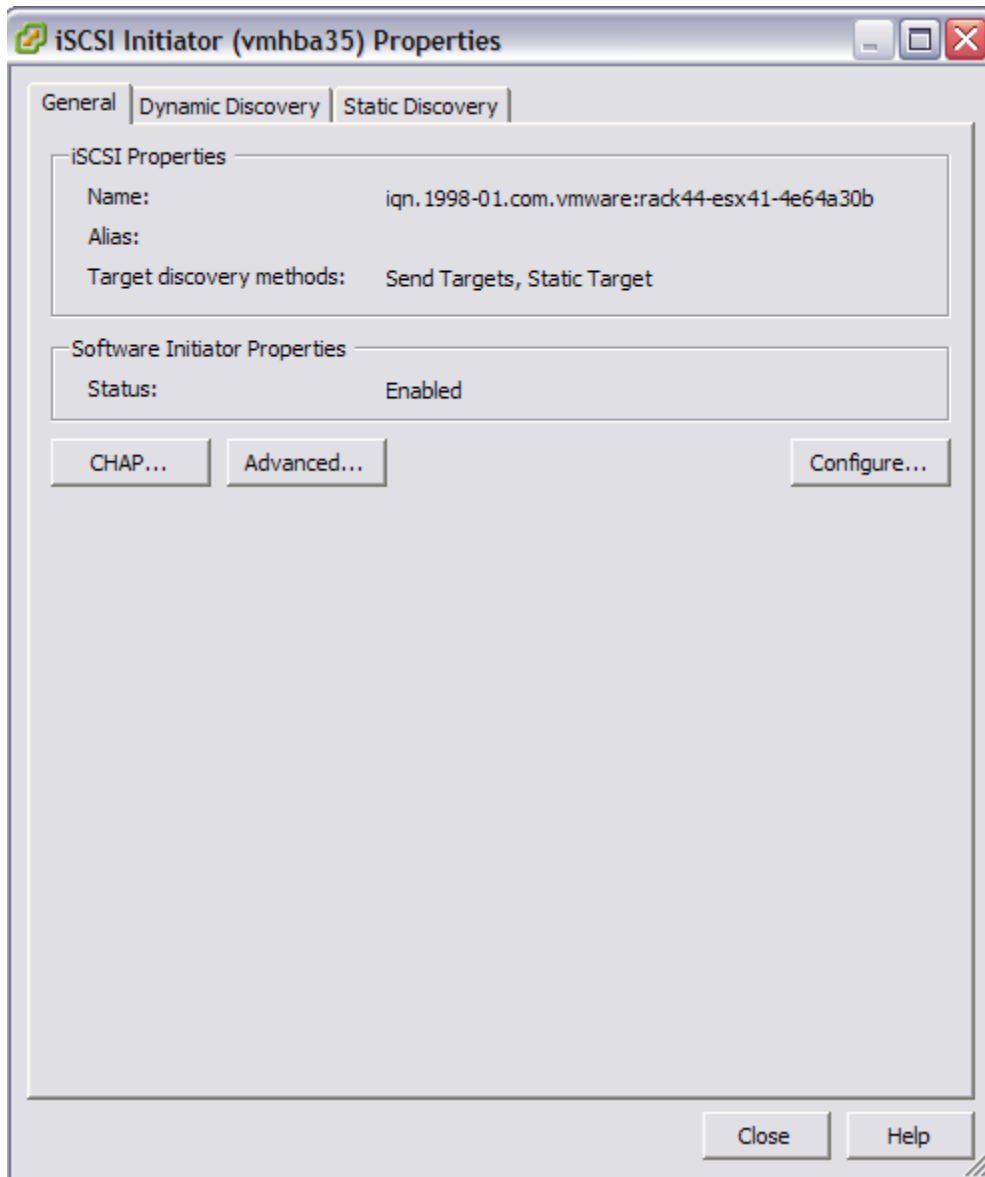 iSCSI Initiator (vmhba35) Properties
General Dynamic Discovery Static Discovery
iSCSI Properties
Name: iqn.1998-01.com.vmware:rack44-esx41-4e64a30b
Alias:
Target discovery methods: Send Targets, Static Target
Software Initiator Properties
Status: Enabled
CHAP... Advanced... Configure...
Close Help